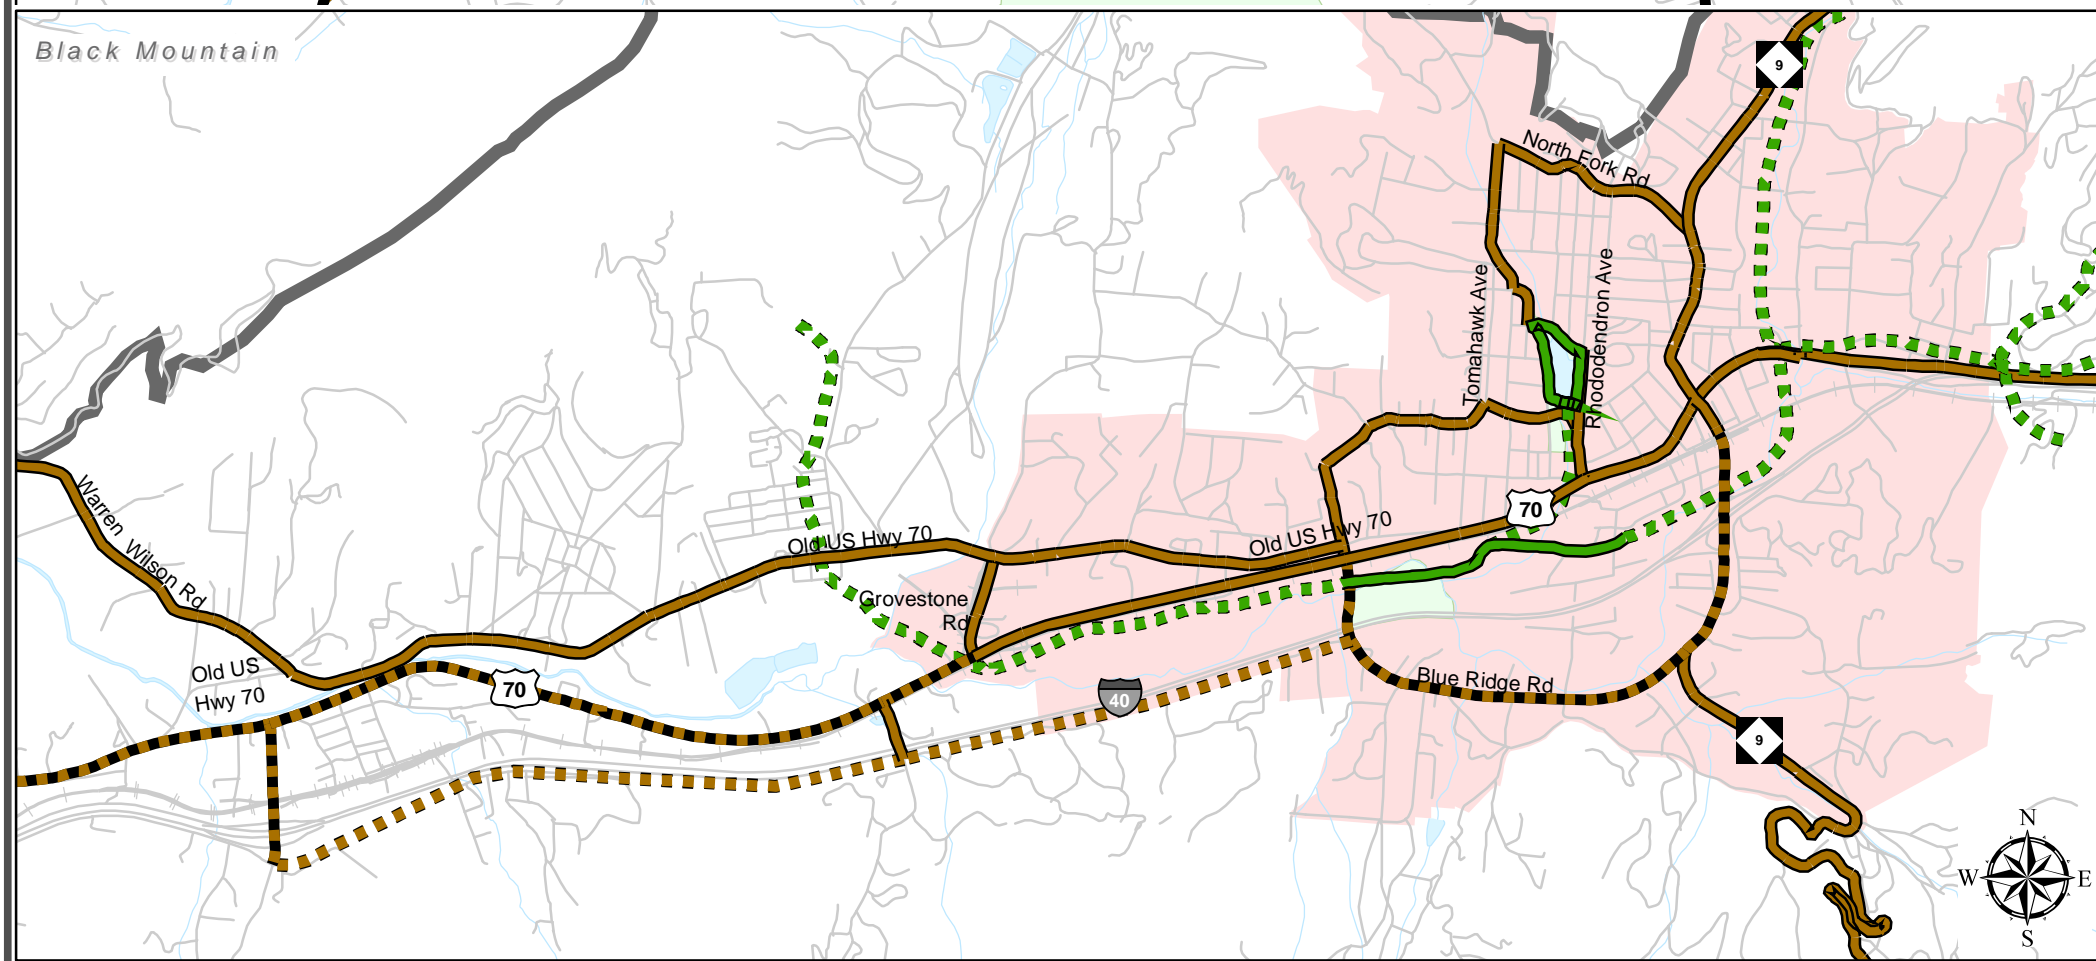 Black Mountain
9
North Fork Rd
Tomahawk Ave
Rhododendron Ave
Warren Wilson Rd
Old US Hwy 70
Old US Hwy 70
70
Grovestone
Rd
Old US
Hwy 70
70
40
Blue Ridge Rd
9
N
W
E
S